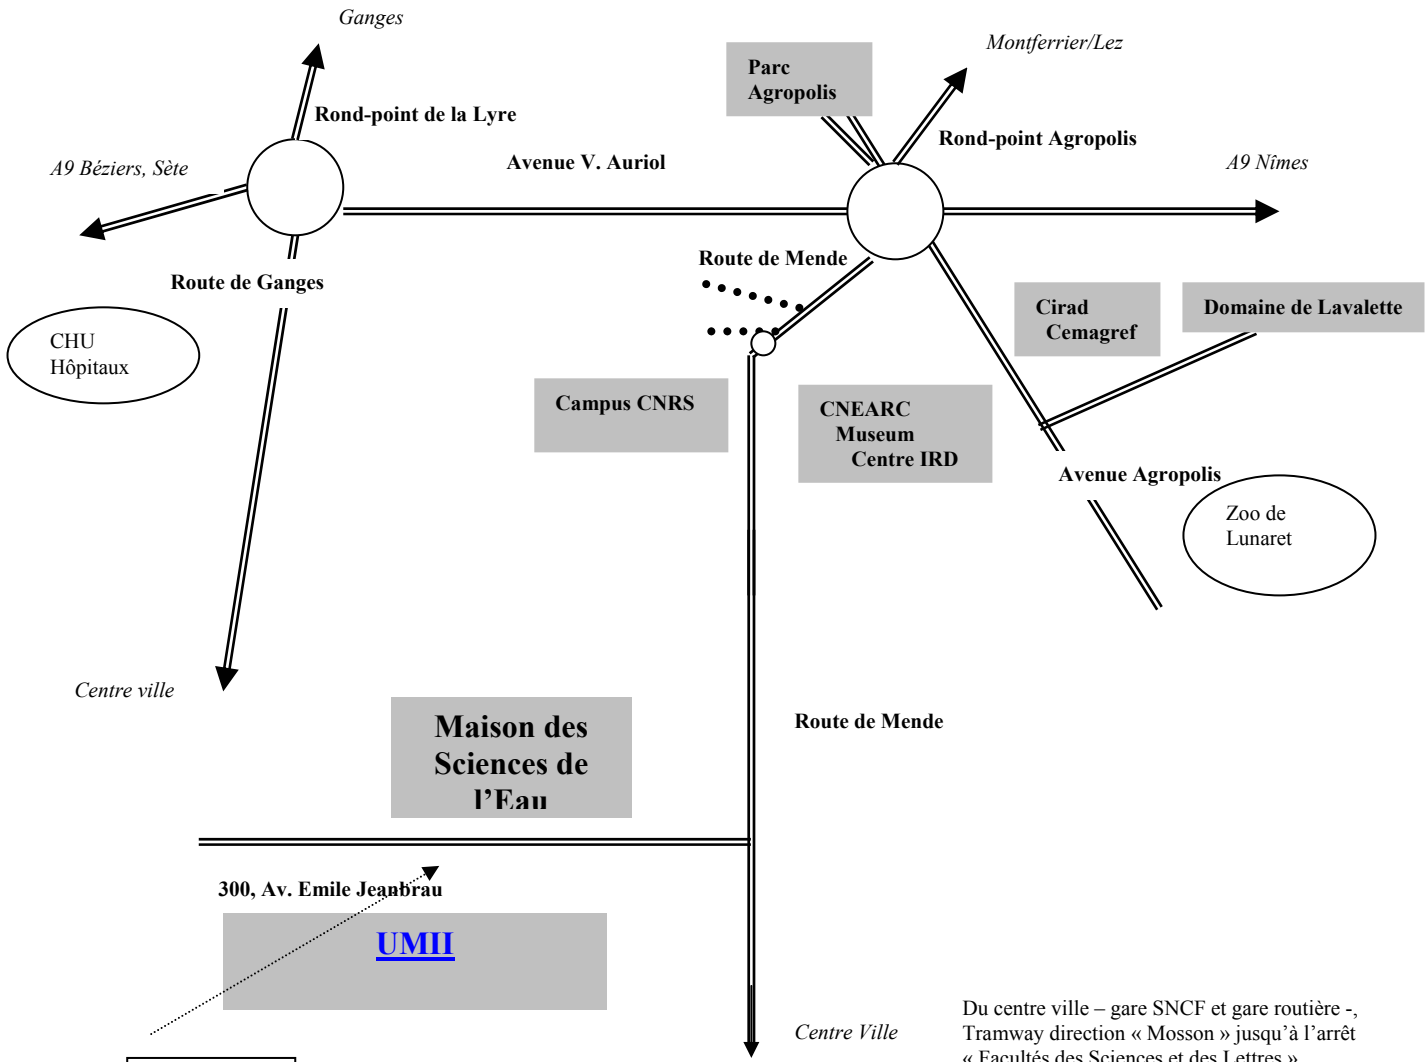 Ganges
Montferrier/Lez
Parc
Agropolis
Rond-point de la Lyre
Rond-point Agropolis
A9 Béziers, Sète
Avenue V. Auriol
A9 Nîmes
Route de Mende
Route de Ganges
Cirad
Cemagref
Domaine de Lavalette
CHU
Hôpitaux
Campus CNRS
CNEARC
Museum
Centre IRD
Avenue Agropolis
Zoo de
Lunaret
Centre ville
Maison des
Sciences de
l’Eau
Route de Mende
300, Av. Emile Jeanbrau
UMII
Centre Ville
Du centre ville – gare SNCF et gare routière -,
Tramway direction « Mosson » jusqu’à l’arrêt
« Facultés des Sciences et des Lettres »